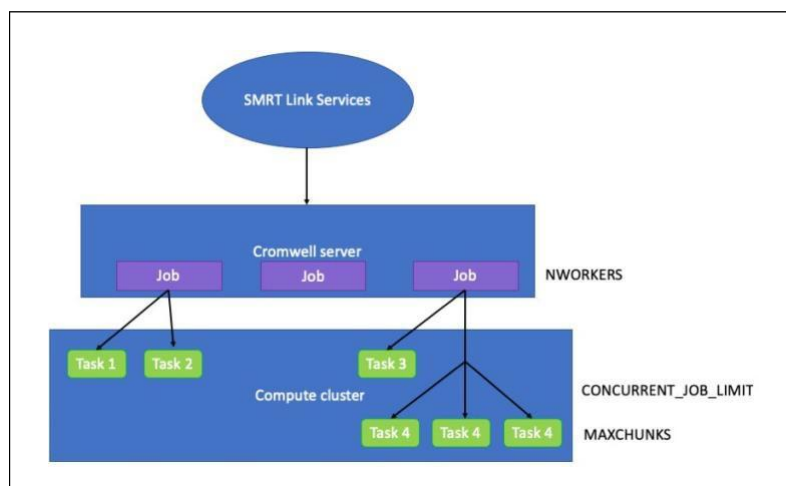 SMRT Link Services
Cromwell server
Job
Job
Job
NWORKERS
Task 1
Task 2
Task 3
Compute cluster
CONCURRENT_JOB_LIMIT
Task 4
Task 4
Task 4
MAXCHUNKS